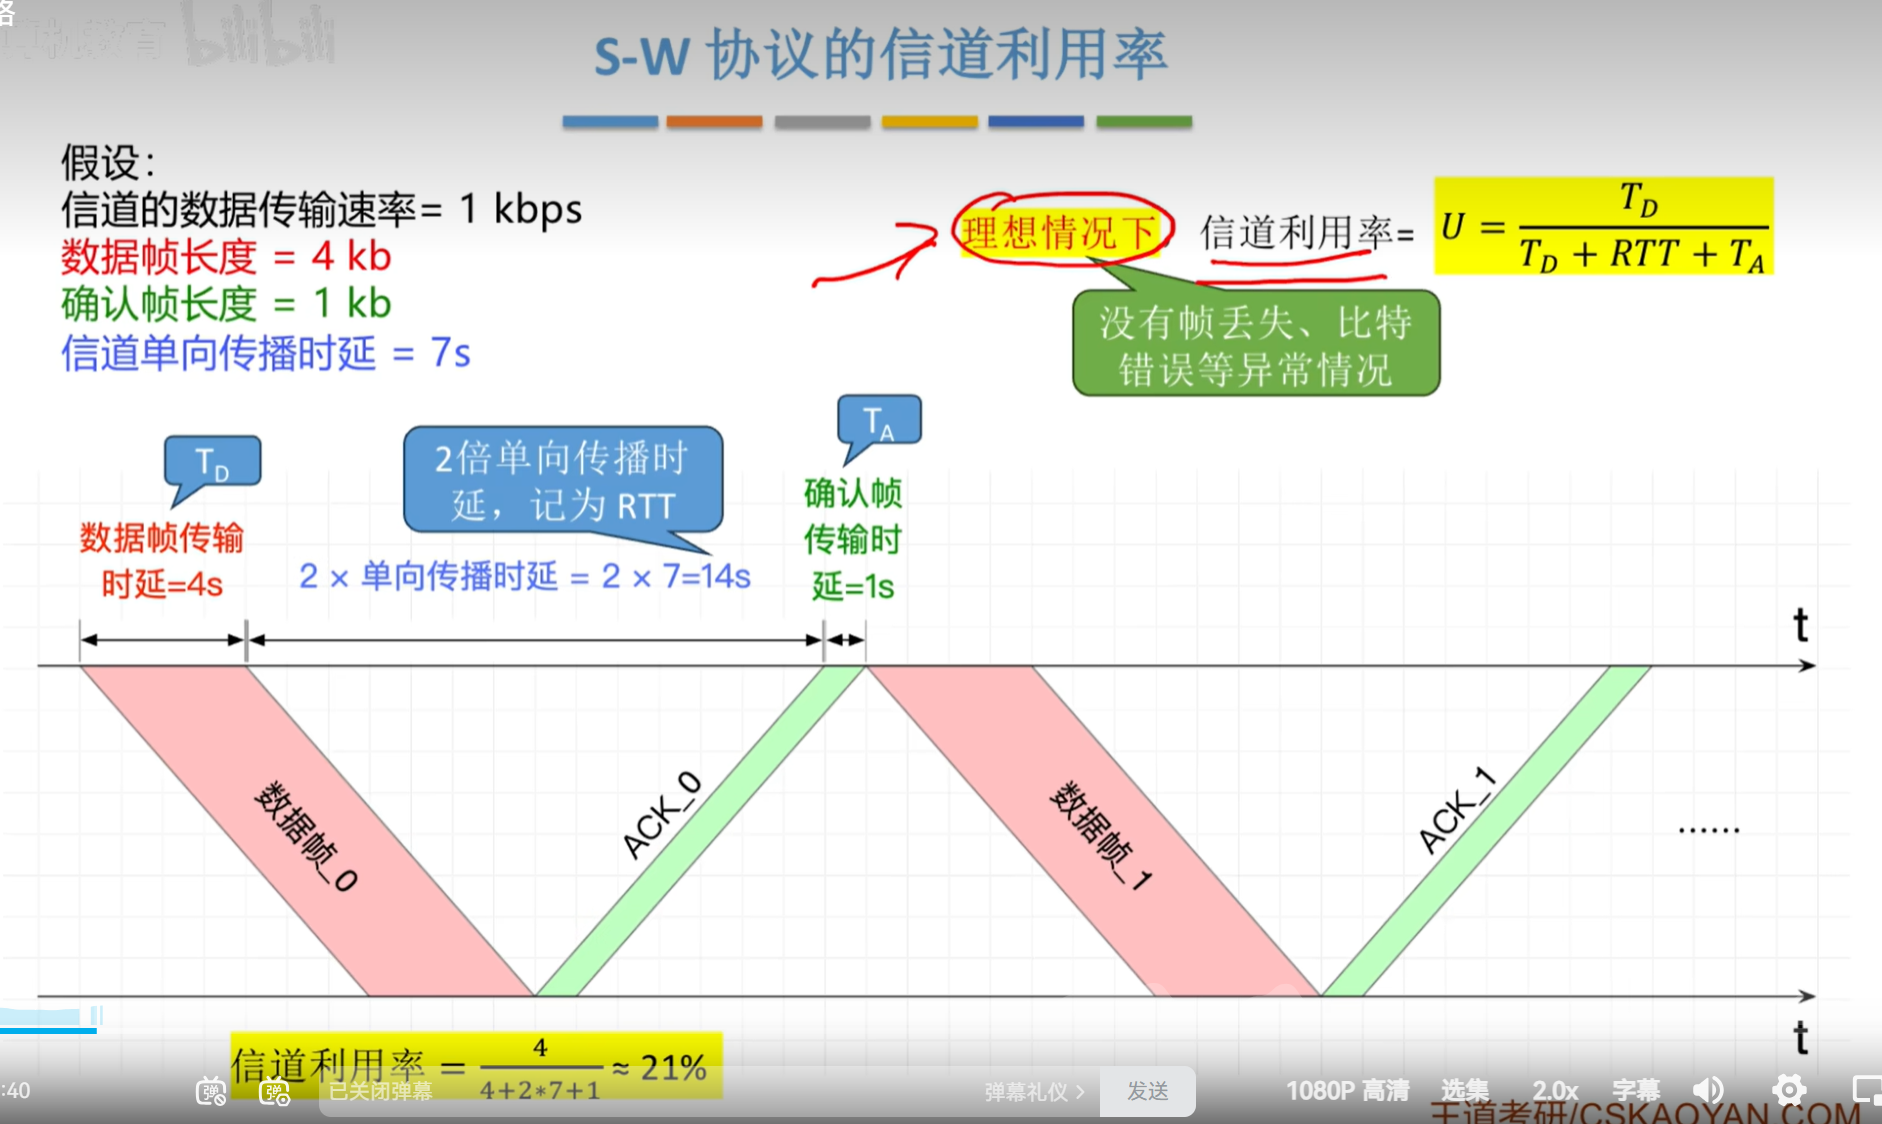 络
bilibili
S-W 协议的信道利用率
假设：
信道的数据传输速率= 1 kbps
数据帧长度 = 4 kb
确认帧长度 = 1 kb
信道单向传播时延 = 7s
理想情况下 信道利用率= U = T_D / (T_D + RTT + T_A)
没有帧丢失、比特
错误等异常情况
T_D
2倍单向传播时
延，记为 RTT
T_A
数据帧传输
时延=4s
2 × 单向传播时延 = 2 × 7=14s
确认帧
传输时
延=1s
t
数据帧_0
ACK_0
数据帧_1
ACK_1
......
t
信道利用率 = 4 / (4+2*7+1) ≈ 21%
:40
弹
弹
已关闭弹幕
弹幕礼仪 >
发送
1080P 高清
选集
2.0x
字幕
王道考研/CSKAOYAN.COM